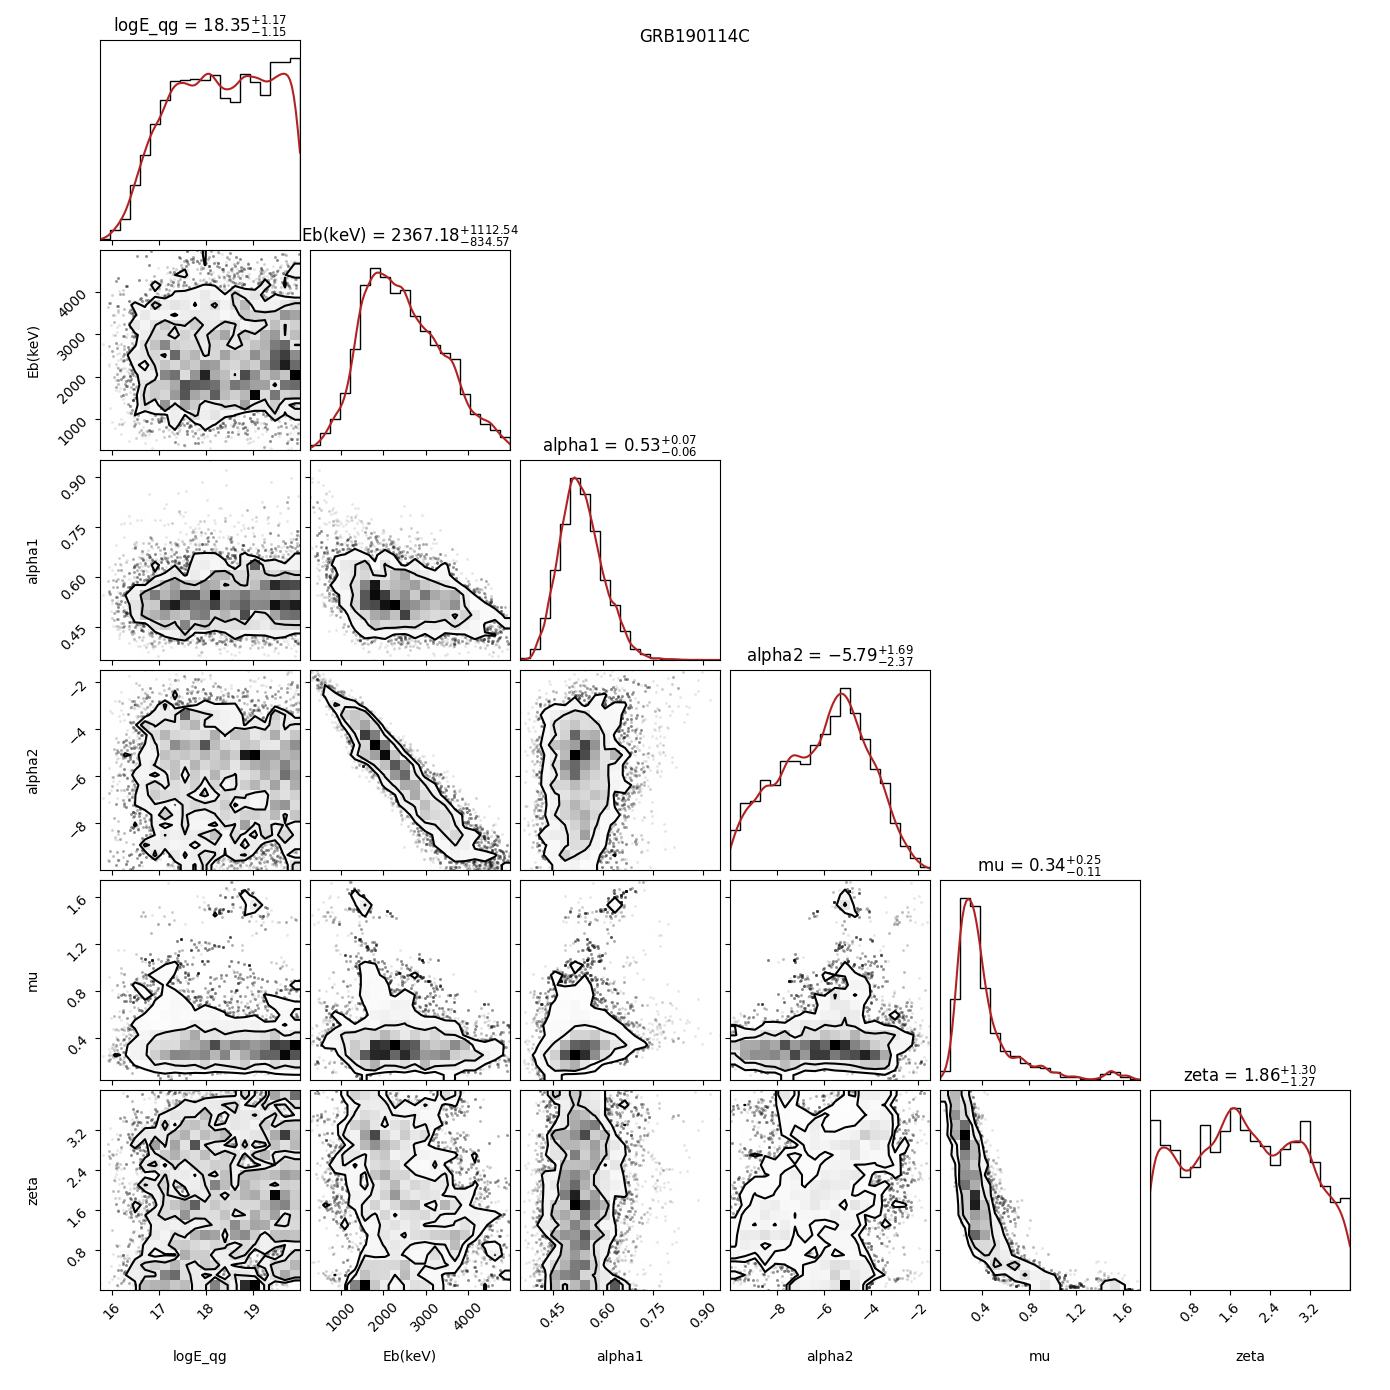 logE_qg = 18.35 +1.17 −1.15
GRB190114C
Eb(keV) = 2367.18 +1112.54 −834.57
4000
3000
2000
1000
Eb(keV)
alpha1 = 0.53 +0.07 −0.06
0.90
0.75
0.60
0.45
alpha1
alpha2 = −5.79 +1.69 −2.37
−2
−4
−6
−8
alpha2
mu = 0.34 +0.25 −0.11
1.6
1.2
0.8
0.4
mu
zeta = 1.86 +1.30 −1.27
3.2
2.4
1.6
0.8
zeta
16 17 18 19 1000 2000 3000 4000 0.45 0.60 0.75 0.90 −8 −6 −4 −2 0.4 0.8 1.2 1.6 0.8 1.6 2.4 3.2
logE_qg Eb(keV) alpha1 alpha2 mu zeta